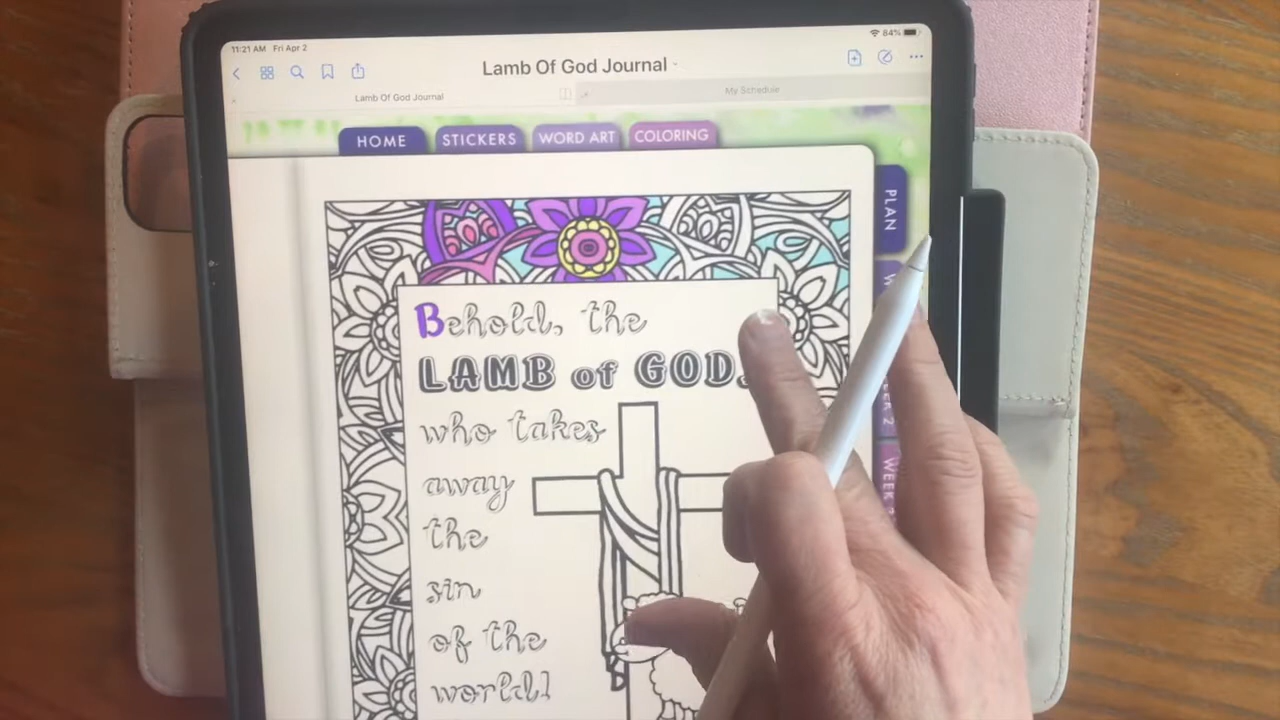 11:21 AM Fri Apr 2
84%
Lamb Of God Journal
Lamb Of God Journal
My Schedule
HOME
STICKERS
WORD ART
COLORING
PLAN
Behold, the
LAMB of GOD,
who takes
away
the
sin
of the
world!
WEEK